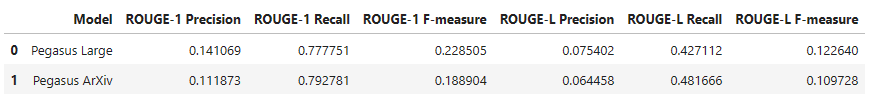 Model ROUGE-1 Precision ROUGE-1 Recall ROUGE-1 F-measure ROUGE-L Precision ROUGE-L Recall ROUGE-L F-measure
0 Pegasus Large 0.141069 0.777751 0.228505 0.075402 0.427112 0.122640
1 Pegasus ArXiv 0.111873 0.792781 0.188904 0.064458 0.481666 0.109728